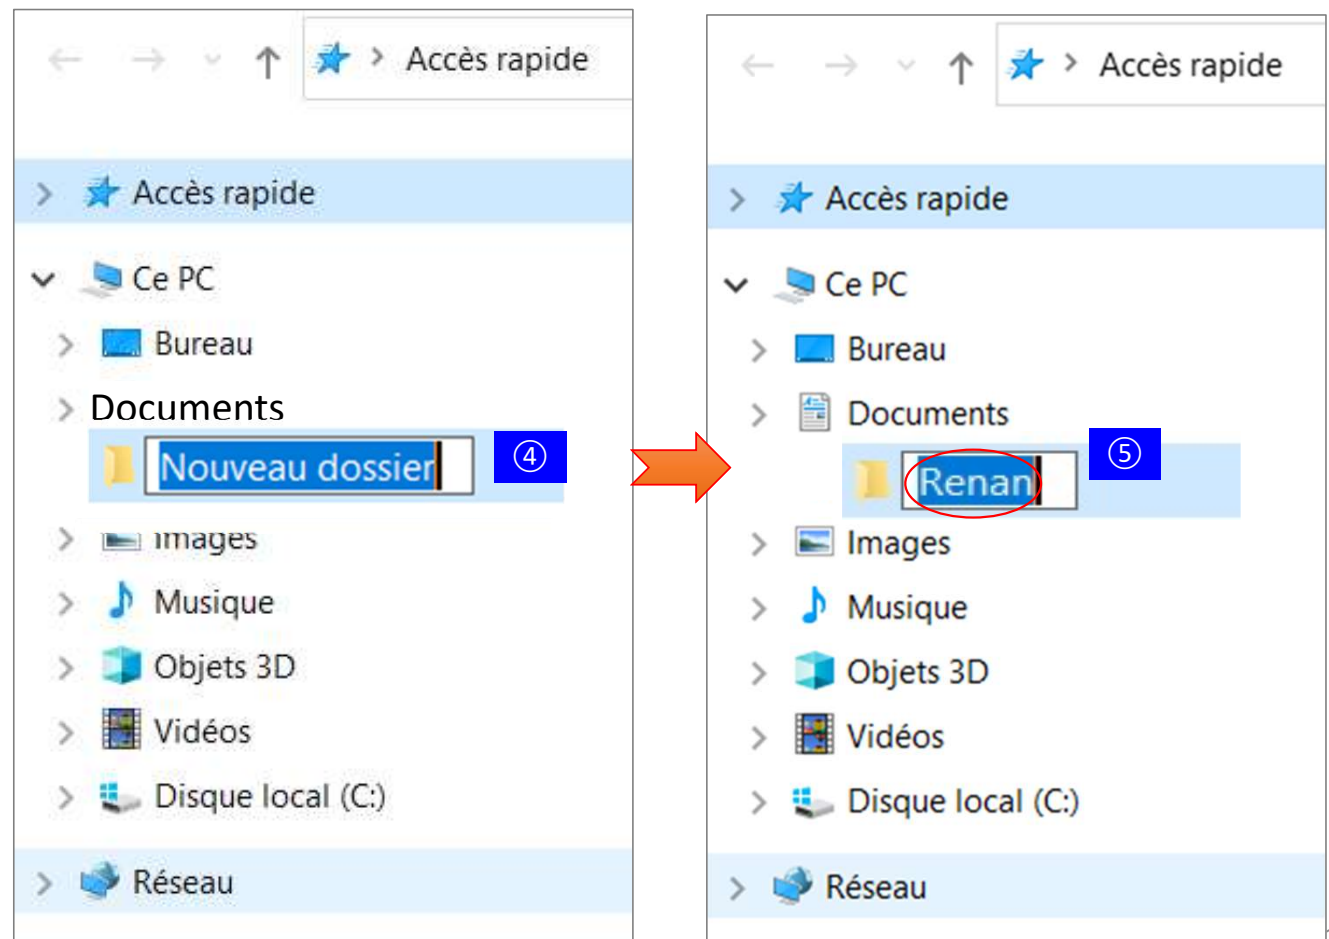 Accès rapide
Accès rapide
Ce PC
Bureau
Documents
Nouveau dossier
④
Images
Musique
Objets 3D
Vidéos
Disque local (C:)
Réseau
Accès rapide
Accès rapide
Ce PC
Bureau
Documents
Renan
⑤
Images
Musique
Objets 3D
Vidéos
Disque local (C:)
Réseau